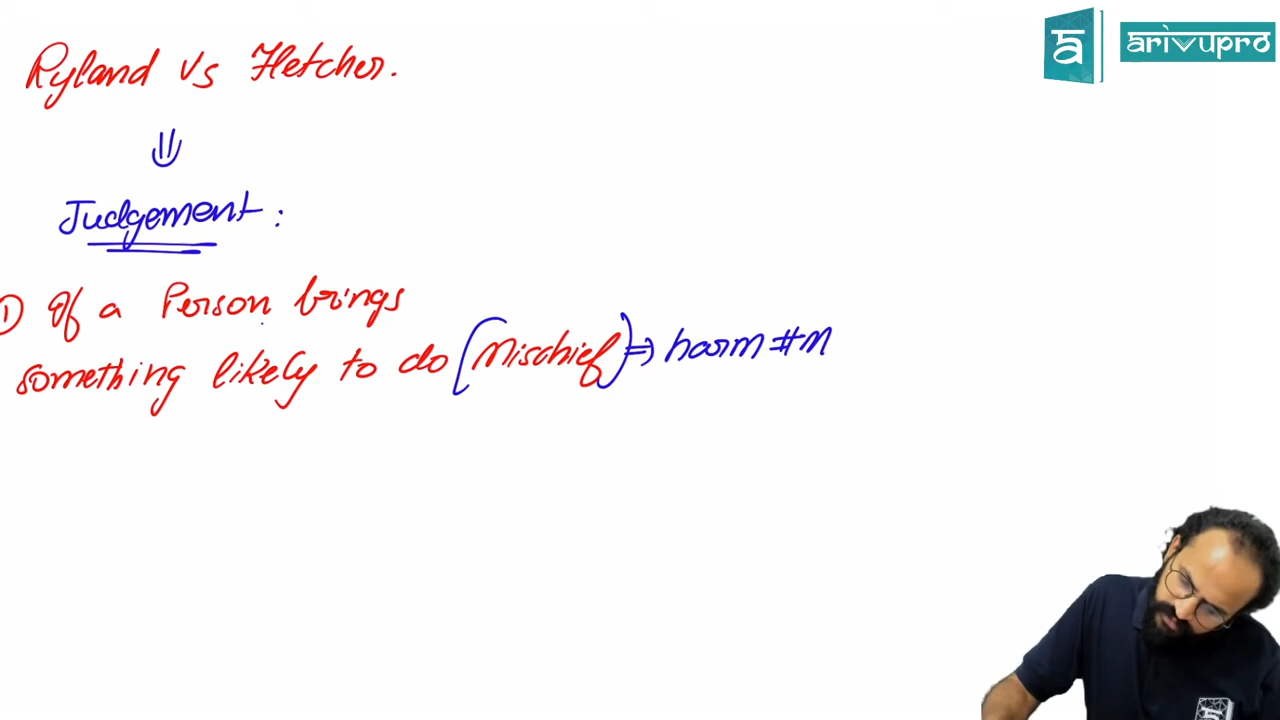 Ryland Vs Fletcher.
Judgement :
1) If a Person brings
something likely to do (Mischief) => harm #M
a
arivupro